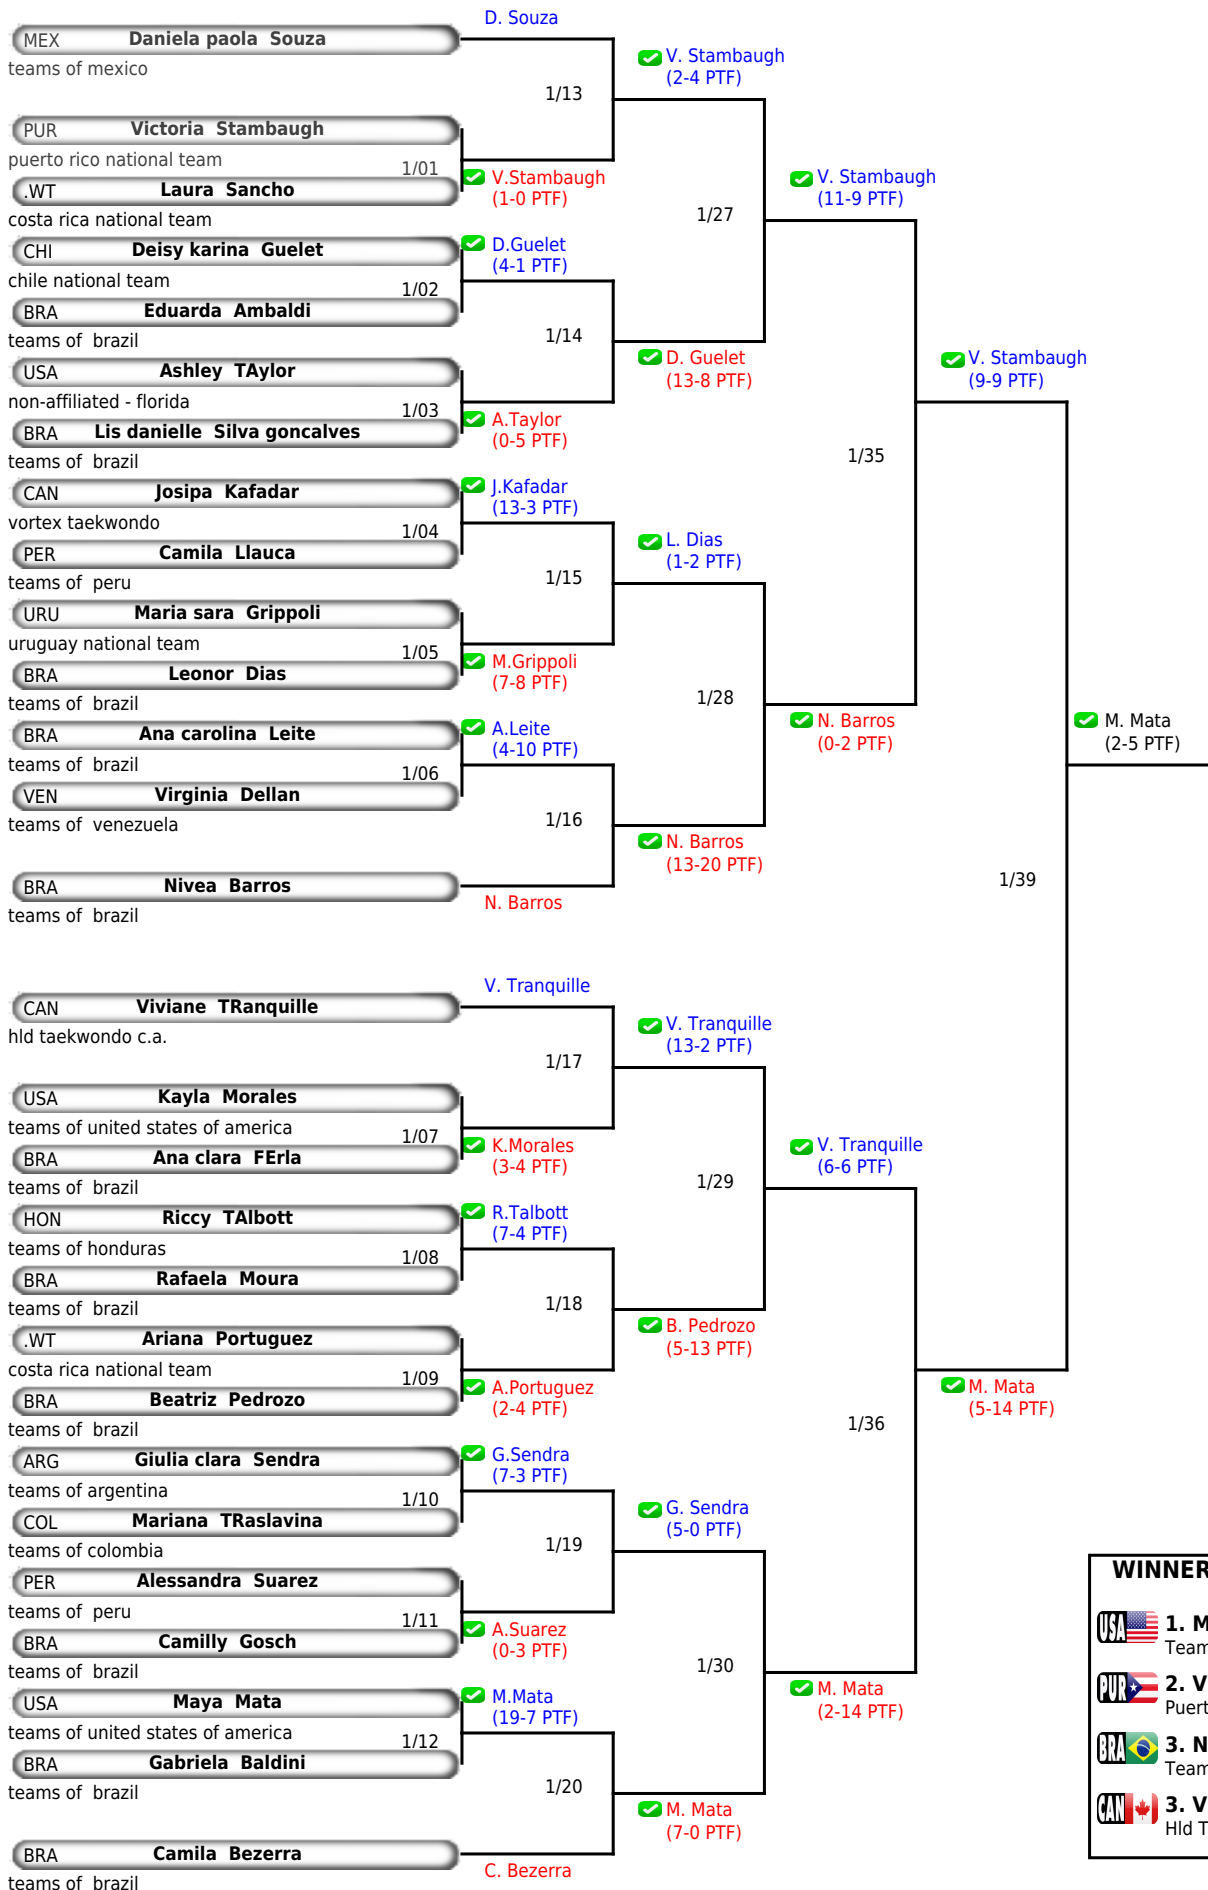 D. Souza
MEX Daniela paola Souza
teams of mexico
V. Stambaugh
(2-4 PTF)
1/13
PUR Victoria Stambaugh
puerto rico national team
1/01
V.Stambaugh
(1-0 PTF)
.WT Laura Sancho
costa rica national team
V. Stambaugh
(11-9 PTF)
1/27
CHI Deisy karina Guelet
chile national team
D.Guelet
(4-1 PTF)
1/02
BRA Eduarda Ambaldi
teams of brazil
1/14
D. Guelet
(13-8 PTF)
V. Stambaugh
(9-9 PTF)
USA Ashley TAylor
non-affiliated - florida
1/03
A.Taylor
(0-5 PTF)
BRA Lis danielle Silva goncalves
teams of brazil
1/35
CAN Josipa Kafadar
vortex taekwondo
J.Kafadar
(13-3 PTF)
1/04
PER Camila Llauca
teams of peru
L. Dias
(1-2 PTF)
1/15
URU Maria sara Grippoli
uruguay national team
1/05
M.Grippoli
(7-8 PTF)
BRA Leonor Dias
teams of brazil
1/28
BRA Ana carolina Leite
teams of brazil
A.Leite
(4-10 PTF)
N. Barros
(0-2 PTF)
M. Mata
(2-5 PTF)
1/06
VEN Virginia Dellan
teams of venezuela
1/16
N. Barros
(13-20 PTF)
BRA Nivea Barros
teams of brazil
N. Barros
1/39
V. Tranquille
CAN Viviane TRanquille
hld taekwondo c.a.
V. Tranquille
(13-2 PTF)
1/17
USA Kayla Morales
teams of united states of america
1/07
K.Morales
(3-4 PTF)
BRA Ana clara FErla
teams of brazil
V. Tranquille
(6-6 PTF)
1/29
HON Riccy TAlbott
teams of honduras
R.Talbott
(7-4 PTF)
1/08
BRA Rafaela Moura
teams of brazil
1/18
B. Pedrozo
(5-13 PTF)
.WT Ariana Portuguez
costa rica national team
1/09
A.Portuguez
(2-4 PTF)
BRA Beatriz Pedrozo
teams of brazil
M. Mata
(5-14 PTF)
1/36
ARG Giulia clara Sendra
teams of argentina
G.Sendra
(7-3 PTF)
1/10
COL Mariana TRaslavina
teams of colombia
G. Sendra
(5-0 PTF)
1/19
PER Alessandra Suarez
teams of peru
1/11
A.Suarez
(0-3 PTF)
BRA Camilly Gosch
teams of brazil
1/30
USA Maya Mata
teams of united states of america
M.Mata
(19-7 PTF)
M. Mata
(2-14 PTF)
1/12
BRA Gabriela Baldini
teams of brazil
1/20
M. Mata
(7-0 PTF)
BRA Camila Bezerra
teams of brazil
C. Bezerra
WINNER
USA 1. M
Team
PUR 2. V
Puert
BRA 3. N
Team
CAN 3. V
Hld T